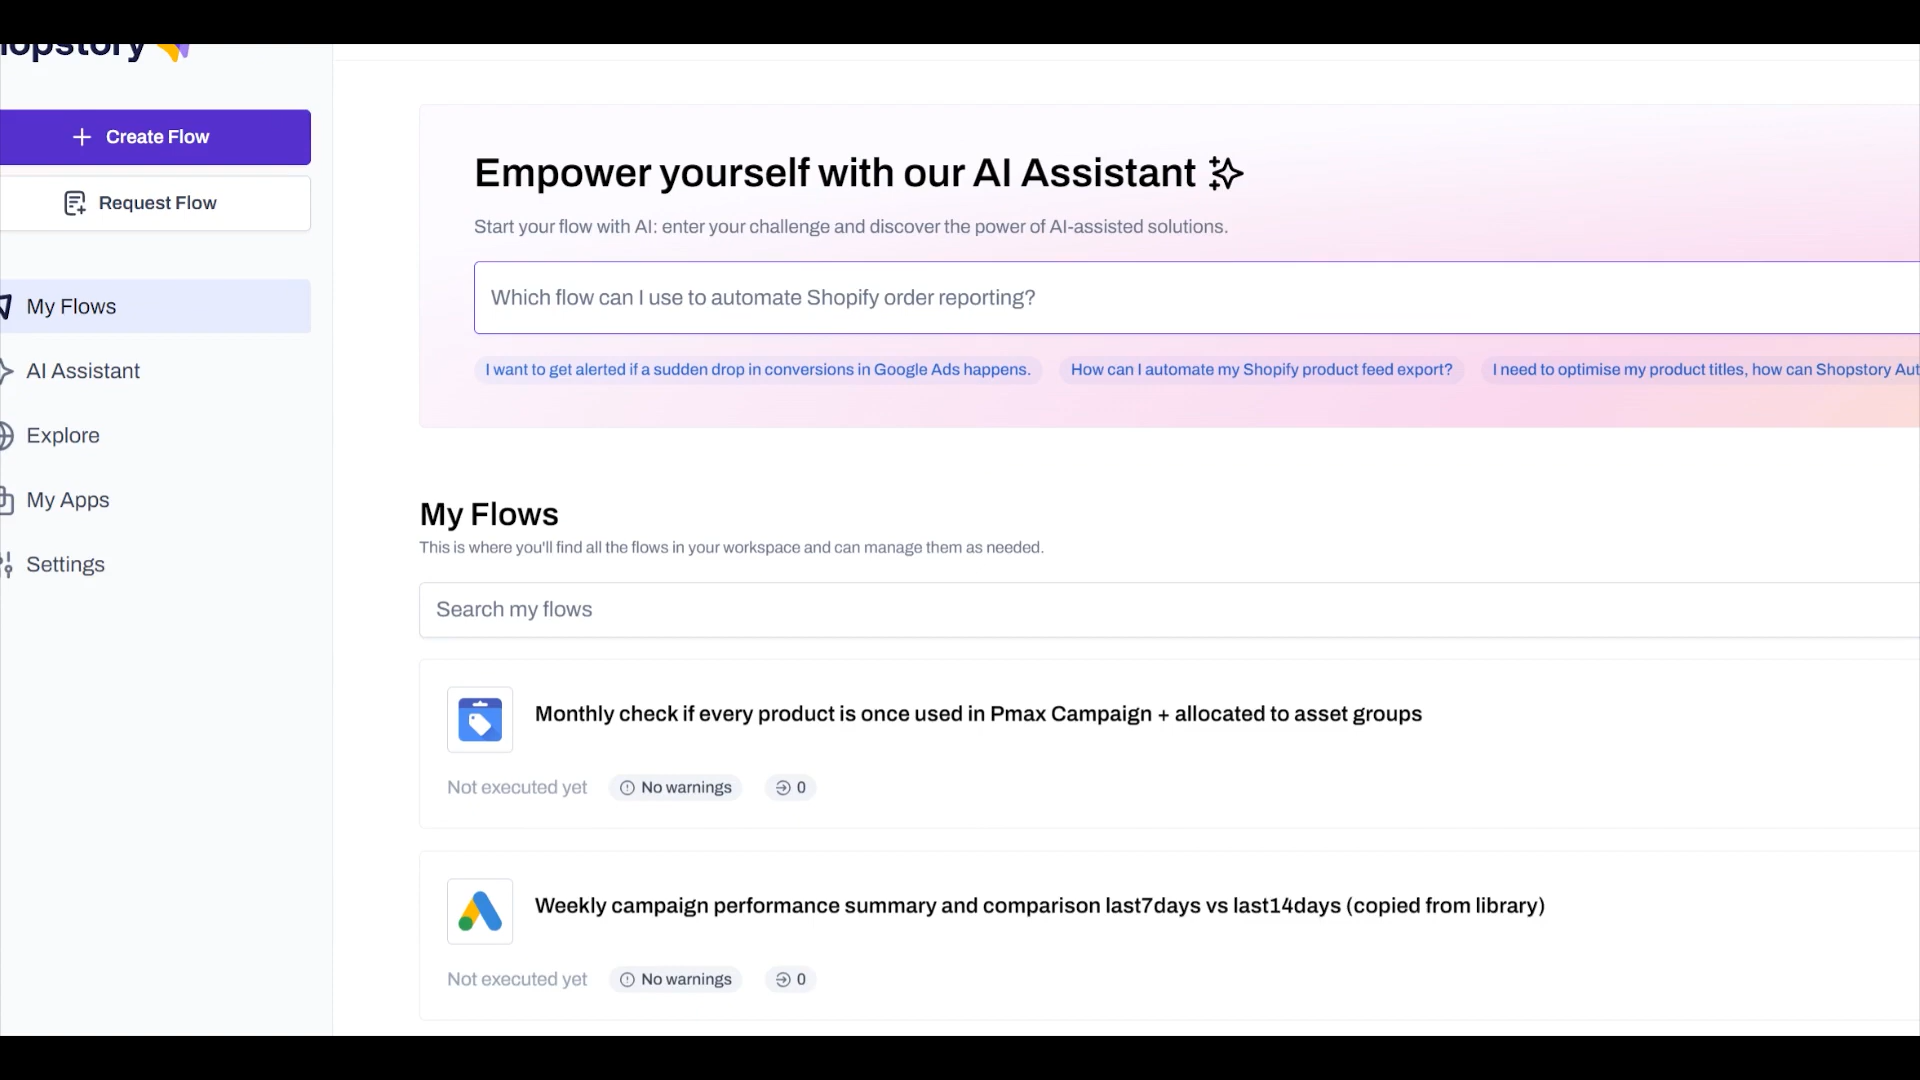 hopstory
Create Flow
Request Flow
My Flows
AI Assistant
Explore
My Apps
Settings
Empower yourself with our AI Assistant
Start your flow with AI: enter your challenge and discover the power of AI-assisted solutions.
Which flow can I use to automate Shopify order reporting?
I want to get alerted if a sudden drop in conversions in Google Ads happens. How can I automate my Shopify product feed export? I need to optimise my product titles, how can Shopstory Aut
My Flows
This is where you'll find all the flows in your workspace and can manage them as needed.
Search my flows
Monthly check if every product is once used in Pmax Campaign + allocated to asset groups
Not executed yet No warnings 0
Weekly campaign performance summary and comparison last7days vs last14days (copied from library)
Not executed yet No warnings 0